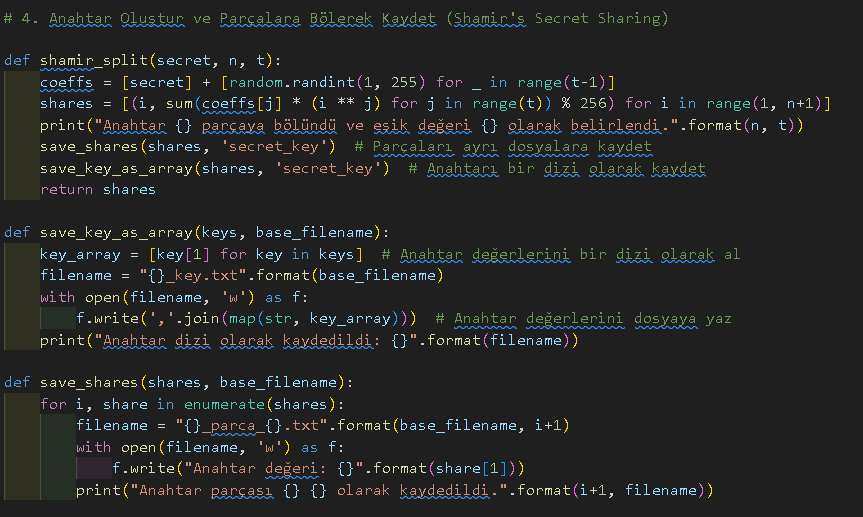 # 4. Anahtar Oluştur ve Parçalara Bölerek Kaydet (Shamir's Secret Sharing)
def shamir_split(secret, n, t):
coeffs = [secret] + [random.randint(1, 255) for _ in range(t-1)]
shares = [(i, sum(coeffs[j] * (i ** j) for j in range(t)) % 256) for i in range(1, n+1)]
print("Anahtar {} parçaya bölündü ve eşik değeri {} olarak belirlendi.".format(n, t))
save_shares(shares, 'secret_key')  # Parçaları ayrı dosyalara kaydet
save_key_as_array(shares, 'secret_key')  # Anahtarı bir dizi olarak kaydet
return shares
def save_key_as_array(keys, base_filename):
key_array = [key[1] for key in keys]  # Anahtar değerlerini bir dizi olarak al
filename = "{}_key.txt".format(base_filename)
with open(filename, 'w') as f:
f.write(','.join(map(str, key_array)))  # Anahtar değerlerini dosyaya yaz
print("Anahtar dizi olarak kaydedildi: {}".format(filename))
def save_shares(shares, base_filename):
for i, share in enumerate(shares):
filename = "{}_parca_{}.txt".format(base_filename, i+1)
with open(filename, 'w') as f:
f.write("Anahtar değeri: {}".format(share[1]))
print("Anahtar parçası {} {} olarak kaydedildi.".format(i+1, filename))